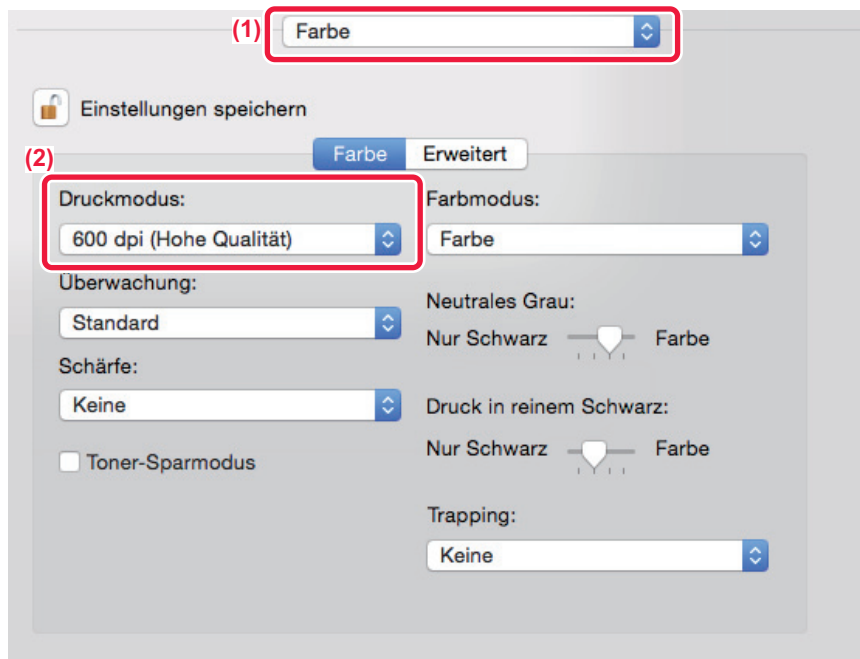 (1)
Farbe
Einstellungen speichern
(2)
Farbe Erweitert
Druckmodus:
600 dpi (Hohe Qualität)
Überwachung:
Standard
Schärfe:
Keine
Toner-Sparmodus
Farbmodus:
Farbe
Neutrales Grau:
Nur Schwarz Farbe
Druck in reinem Schwarz:
Nur Schwarz Farbe
Trapping:
Keine